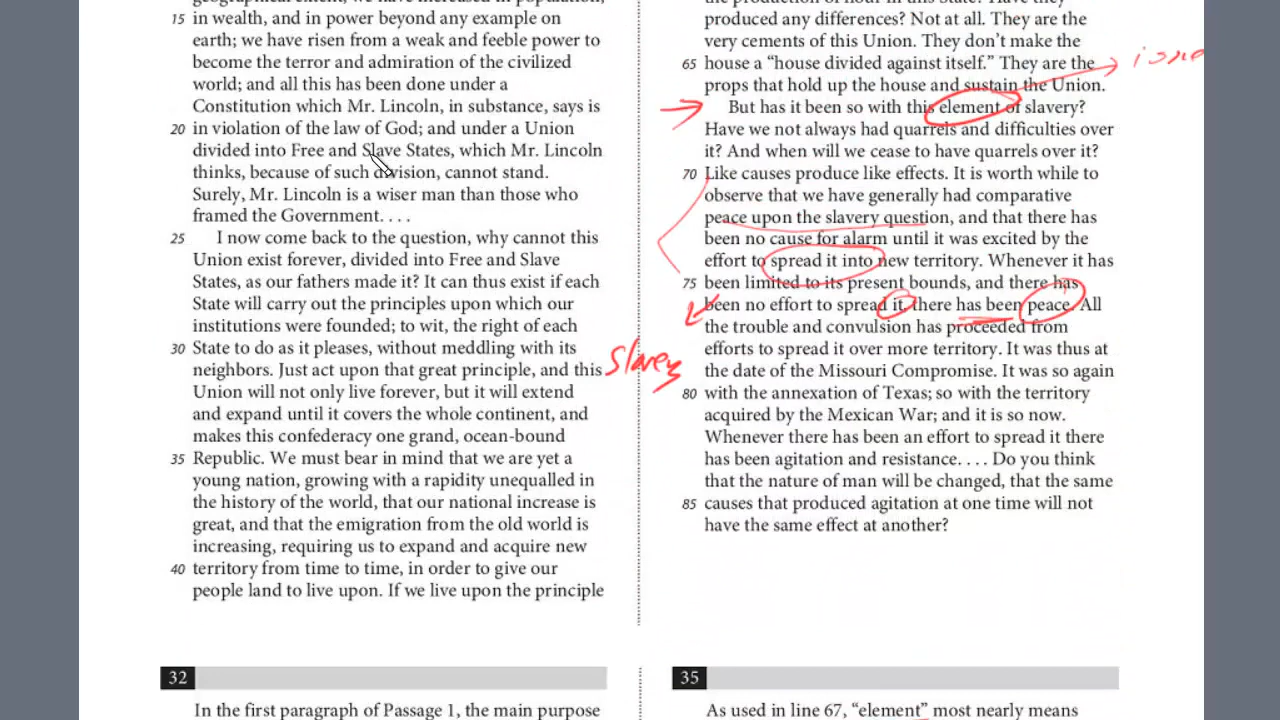 geographical extent, we have increased in population,
15 in wealth, and in power beyond any example on
earth; we have risen from a weak and feeble power to
become the terror and admiration of the civilized
world; and all this has been done under a
Constitution which Mr. Lincoln, in substance, says is
20 in violation of the law of God; and under a Union
divided into Free and Slave States, which Mr. Lincoln
thinks, because of such division, cannot stand.
Surely, Mr. Lincoln is a wiser man than those who
framed the Government. . . .
25 I now come back to the question, why cannot this
Union exist forever, divided into Free and Slave
States, as our fathers made it? It can thus exist if each
State will carry out the principles upon which our
institutions were founded; to wit, the right of each
30 State to do as it pleases, without meddling with its
neighbors. Just act upon that great principle, and this
Union will not only live forever, but it will extend
and expand until it covers the whole continent, and
makes this confederacy one grand, ocean-bound
35 Republic. We must bear in mind that we are yet a
young nation, growing with a rapidity unequalled in
the history of the world, that our national increase is
great, and that the emigration from the old world is
increasing, requiring us to expand and acquire new
40 territory from time to time, in order to give our
people land to live upon. If we live upon the principle
32
In the first paragraph of Passage 1, the main purpose
the production of flour in this State? Have they
produced any differences? Not at all. They are the
very cements of this Union. They don't make the
65 house a “house divided against itself.” They are the
props that hold up the house and sustain the Union.
But has it been so with this element of slavery?
Have we not always had quarrels and difficulties over
it? And when will we cease to have quarrels over it?
70 Like causes produce like effects. It is worth while to
observe that we have generally had comparative
peace upon the slavery question, and that there has
been no cause for alarm until it was excited by the
effort to spread it into new territory. Whenever it has
75 been limited to its present bounds, and there has
been no effort to spread it, there has been peace. All
the trouble and convulsion has proceeded from
efforts to spread it over more territory. It was thus at
the date of the Missouri Compromise. It was so again
80 with the annexation of Texas; so with the territory
acquired by the Mexican War; and it is so now.
Whenever there has been an effort to spread it there
has been agitation and resistance. . . . Do you think
that the nature of man will be changed, that the same
85 causes that produced agitation at one time will not
have the same effect at another?
Slavery
35
As used in line 67, “element” most nearly means